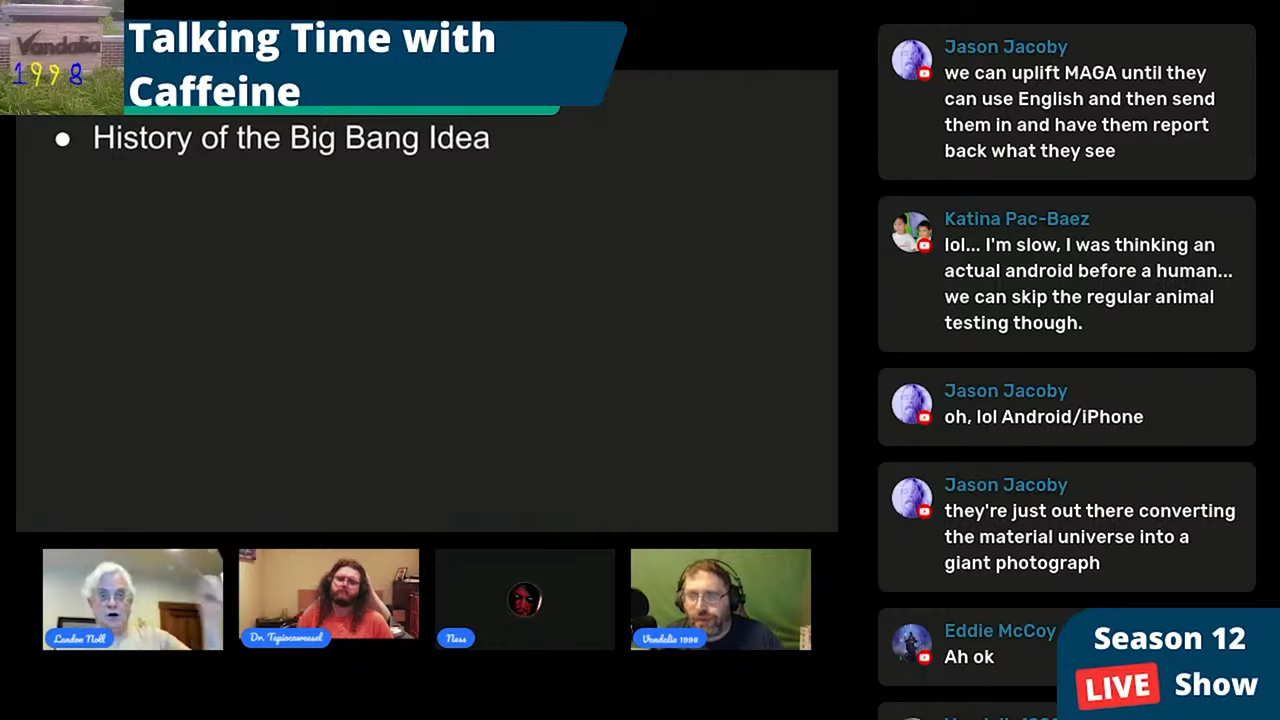 Vandalia
1998
Talking Time with
Caffeine
● History of the Big Bang Idea
Landon Noll
Dr. Tapiocaweasel
Ness
Vandalia 1998
Jason Jacoby
we can uplift MAGA until they
can use English and then send
them in and have them report
back what they see
Katina Pac-Baez
lol... I'm slow, I was thinking an
actual android before a human...
we can skip the regular animal
testing though.
Jason Jacoby
oh, lol Android/iPhone
Jason Jacoby
they're just out there converting
the material universe into a
giant photograph
Eddie McCoy
Ah ok
Season 12
LIVE Show